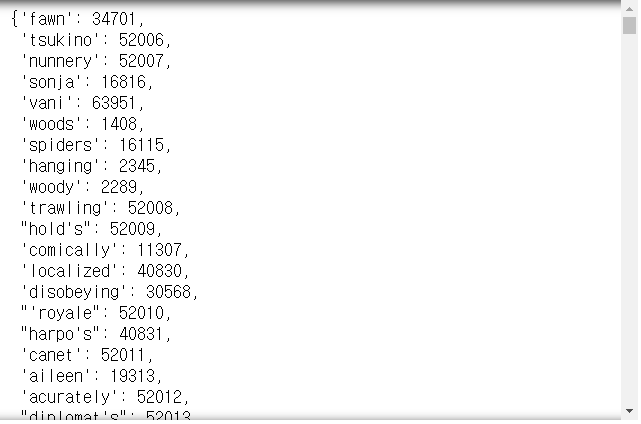 {'fawn': 34701,
'tsukino': 52006,
'nunnery': 52007,
'sonja': 16816,
'vani': 63951,
'woods': 1408,
'spiders': 16115,
'hanging': 2345,
'woody': 2289,
'trawling': 52008,
"hold's": 52009,
'comically': 11307,
'localized': 40830,
'disobeying': 30568,
"'royale": 52010,
"harpo's": 40831,
'canet': 52011,
'aileen': 19313,
'acurately': 52012,
"diplomat's": 52013